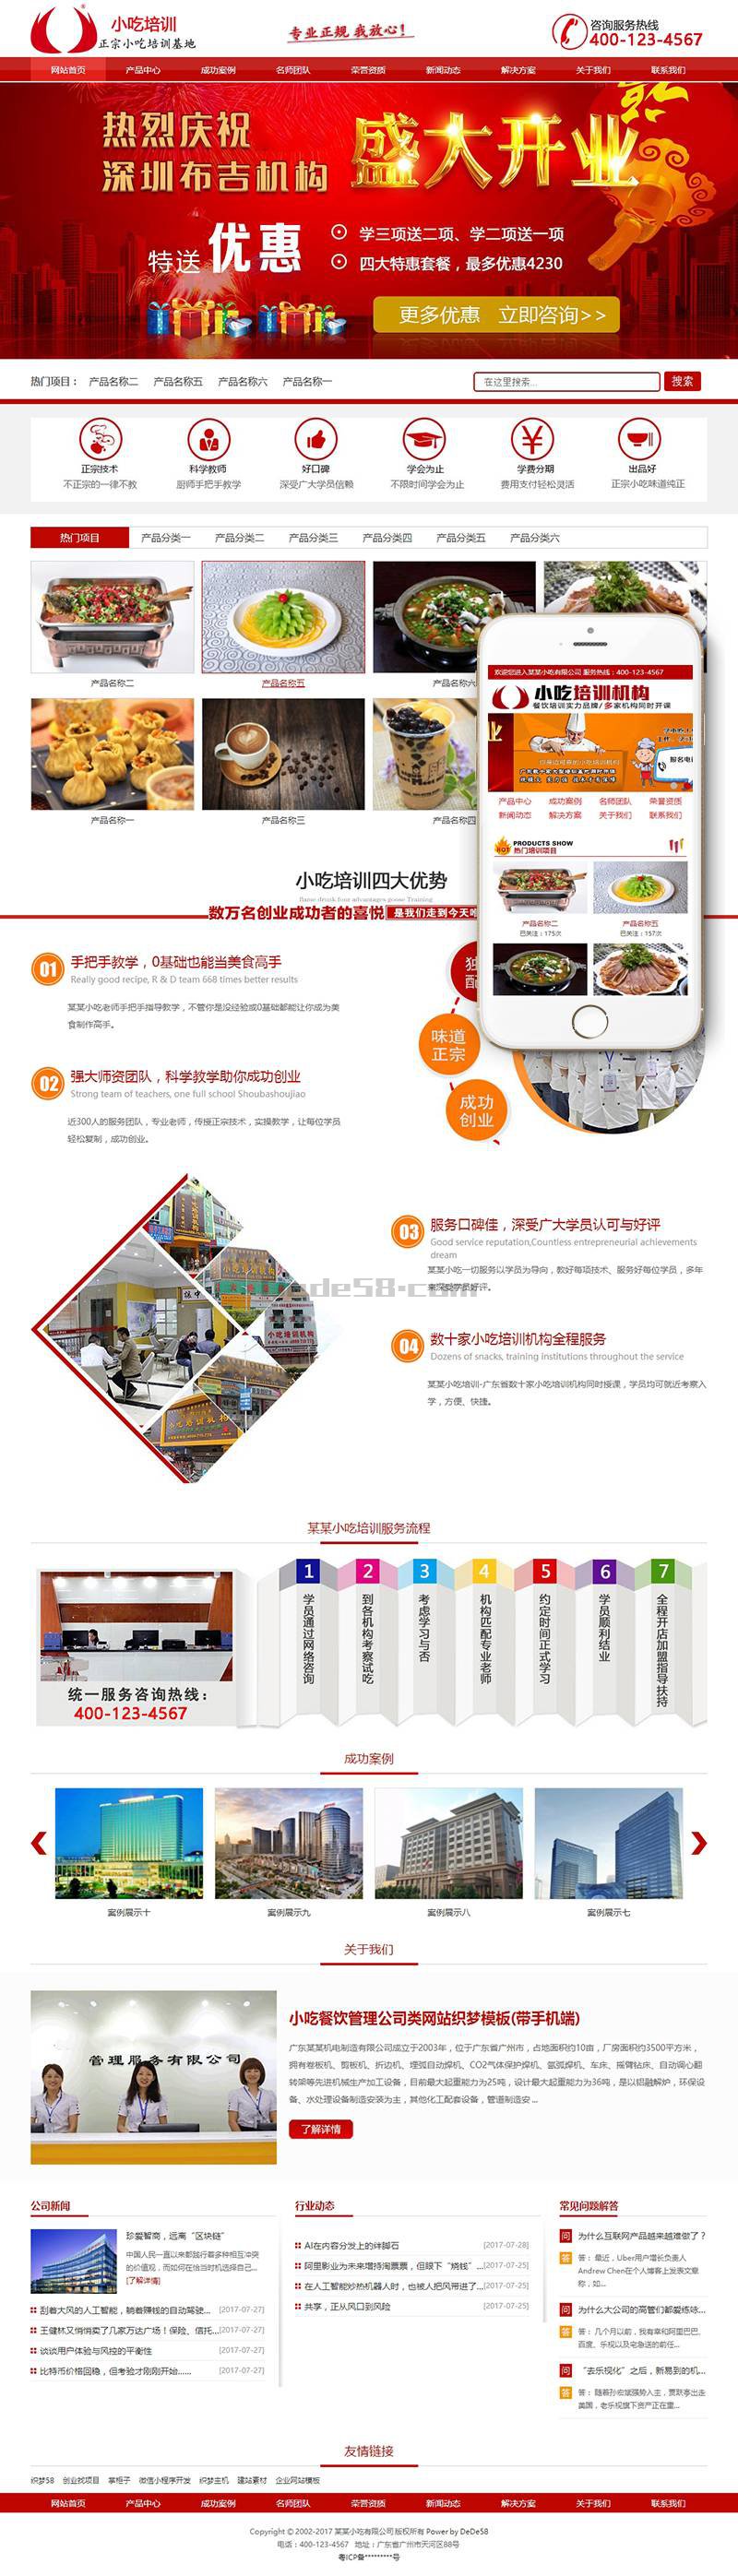 小吃培训
正宗小吃培训基地
专业正规 我放心!
咨询服务热线
400-123-4567
网站首页 产品中心 成功案例 名师团队 荣誉资质 新闻动态 解决方案 关于我们 联系我们
热烈庆祝
深圳布吉机构
盛大开业
特送优惠
学三项送二项、学二项送一项
四大特惠套餐，最多优惠4230
更多优惠 立即咨询>>
热门项目： 产品名称二 产品名称五 产品名称六 产品名称一
在这里搜索...
搜索
正宗技术 科学教师 好口碑 学会为止 学费分期 出品好
不正宗的一律不教 厨师手把手教学 深受广大学员信赖 不限时间学会为止 费用支付轻松灵活 正宗小吃味道纯正
热门项目 产品分类一 产品分类二 产品分类三 产品分类四 产品分类五 产品分类六
产品名称二 产品名称五 产品名称六
产品名称一 产品名称三 产品名称四
欢迎您进入某某小吃有限公司 服务热线：400-123-4567
小吃培训机构
餐饮培训实力品牌/多家机构同时开课
产品中心 成功案例 名师团队 荣誉资质
新闻动态 解决方案 关于我们 联系我们
HOT
PRODUCTS SHOW
热门培训项目
产品名称二 产品名称五
已关注：175次 已关注：157次
小吃培训四大优势
数万名创业成功者的喜悦
是我们走到今天
01
手把手教学，0基础也能当美食高手
Really good recipe, R & D team 668 times better results
某某小吃老师手把手指导教学，不管你是没经验或0基础都能让你成为美
食制作高手。
02
强大师资团队，科学教学助你成功创业
Strong team of teachers, one full school Shoubashoujiao
近300人的服务团队，专业老师，传授正宗技术，实操教学，让每位学员
轻松复制，成功创业。
味道
正宗
成功
创业
03
服务口碑佳，深受广大学员认可与好评
Good service reputation,Countless entrepreneurial achievements
dream
某某小吃一切服务以学员为导向，教好每项技术、服务好每位学员，多年
来深受学员好评。
04
数十家小吃培训机构全程服务
Dozens of snacks, training institutions throughout the service
某某小吃培训-广东省数十家小吃培训机构同时授课，学员均可就近考察入
学，方便、快捷。
小吃培训机构
某某小吃培训服务流程
1 2 3 4 5 6 7
学员通过网络咨询
到各机构考察试吃
考虑学习与否
机构匹配专业老师
约定时间正式学习
学员顺利结业
全程开店加盟指导扶持
统一服务咨询热线：
400-123-4567
成功案例
案例展示十 案例展示九 案例展示八 案例展示七
关于我们
管理服务有限公司
小吃餐饮管理公司类网站织梦模板(带手机端)
广东某某机电制造有限公司成立于2003年，位于广东省广州市，占地面积约10亩，厂房面积约3500平方米，
拥有卷板机、剪板机、折边机、埋弧自动焊机、CO2气体保护焊机、氩弧焊机、车床、摇臂钻床、自动调心翻
转架等先进机械生产加工设备，目前最大起重能力为25吨，设计最大起重能力为36吨，是以铝融解炉，环保设
备、水处理设备制造安装为主，其他化工配套设备，管道制造安 ...
了解详情
公司新闻
珍爱智商，远离“区块链”
中国人民一直以来都践行着多种相互冲突
的价值观，而如何在恰当时机选择自己...
[了解详情]
刮着大风的人工智能，躺着赚钱的自动驾驶... [2017-07-27]
王健林又悄悄卖了几家万达广场！保险、信托... [2017-07-27]
谈谈用户体验与风控的平衡性 [2017-07-27]
比特币价格回稳，但考验才刚刚开始...... [2017-07-27]
行业动态
AI在内容分发上的绊脚石 [2017-07-28]
阿里影业为未来增持淘票票，但眼下“烧钱”... [2017-07-25]
在人工智能炒热机器人时，也被人把风带进了... [2017-07-25]
共享，正从风口到风险 [2017-07-25]
常见问题解答
问 为什么互联网产品越来越难做了？
答 答： 最近，Uber用户增长负责人
Andrew Chen在个人博客上发表文章
称，如...
问 为什么大公司的高管们都爱练咏...
答 答： 几个月以前，我有幸和阿里巴巴、
百度、乐视以及宅急送的前任...
问 “去乐视化”之后，新易到的机...
答 答： 随着孙宏斌强势入主，贾跃亭出走
美国，老乐视旗下资产正在重...
友情链接
织梦58 创业找项目 掌柜子 微信小程序开发 织梦主机 建站素材 企业网站模板
网站首页 产品中心 成功案例 名师团队 荣誉资质 新闻动态 解决方案 关于我们 联系我们
Copyright © 2002-2017 某某小吃有限公司 版权所有 Power by DeDe58
电话：400-123-4567 地址：广东省广州市天河区88号
粤ICP备*********号